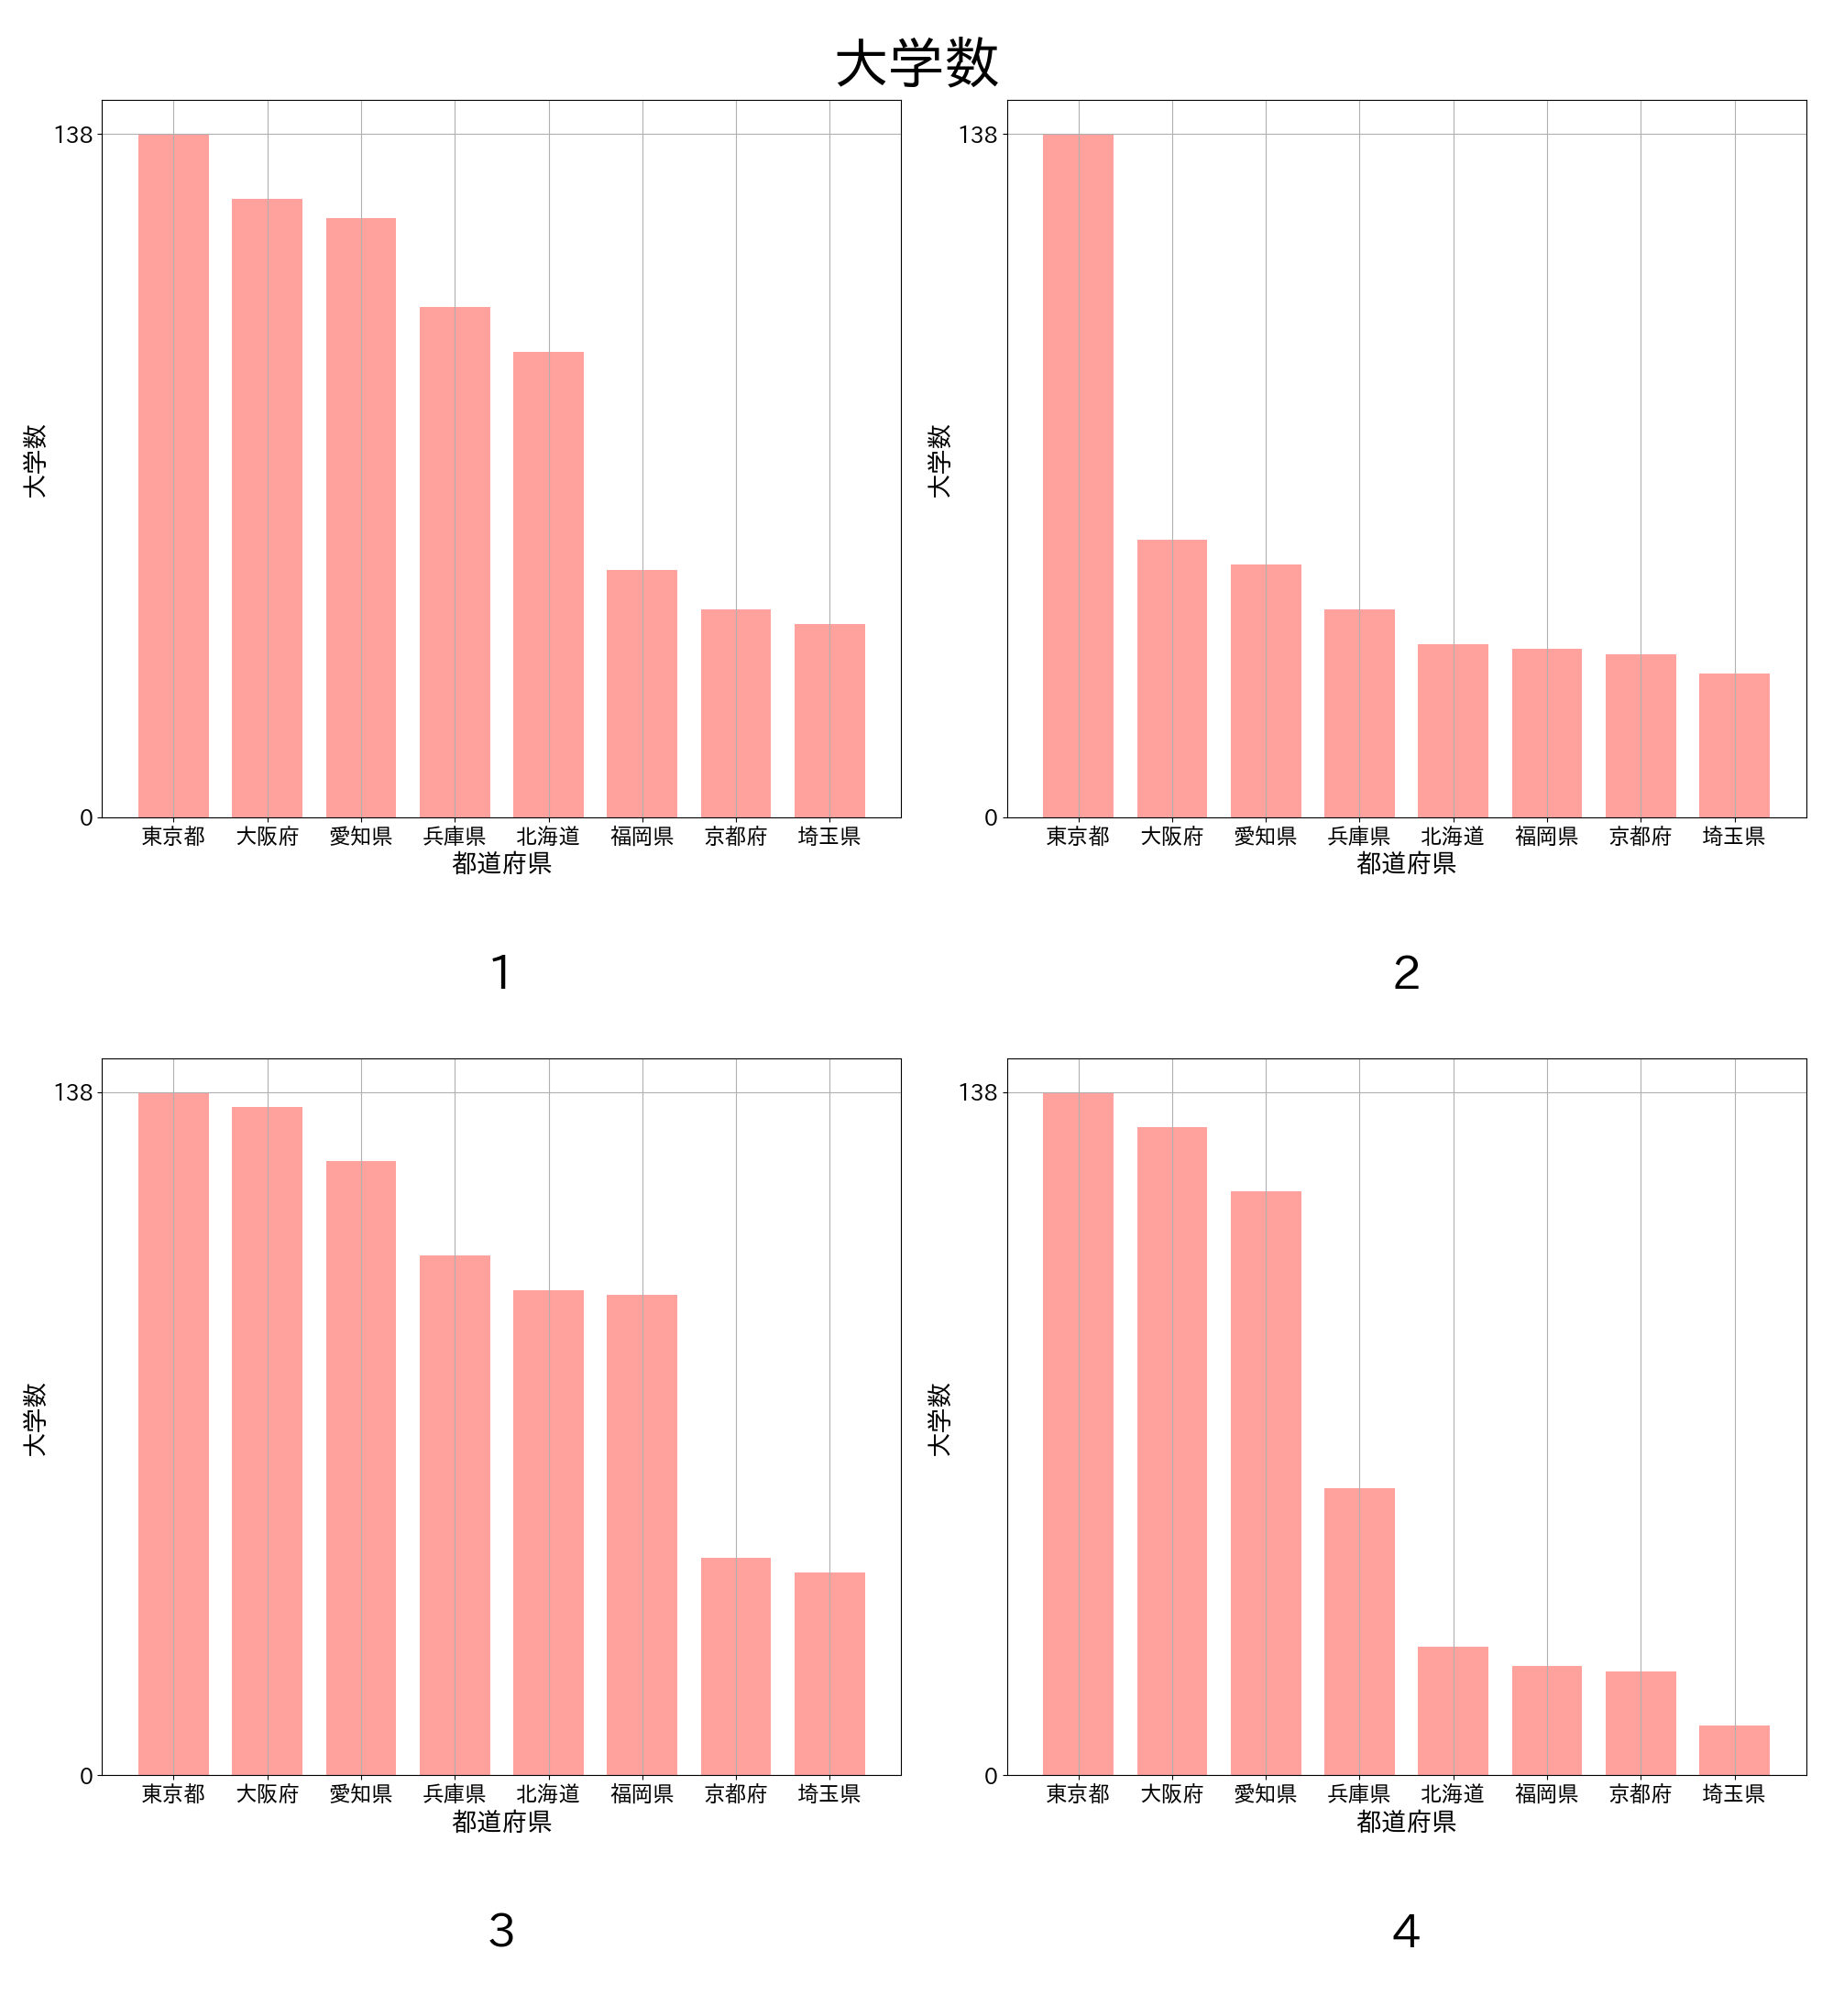 大学数
138
0
大学数
東京都 大阪府 愛知県 兵庫県 北海道 福岡県 京都府 埼玉県
都道府県
1
138
0
大学数
東京都 大阪府 愛知県 兵庫県 北海道 福岡県 京都府 埼玉県
都道府県
2
138
0
大学数
東京都 大阪府 愛知県 兵庫県 北海道 福岡県 京都府 埼玉県
都道府県
3
138
0
大学数
東京都 大阪府 愛知県 兵庫県 北海道 福岡県 京都府 埼玉県
都道府県
4